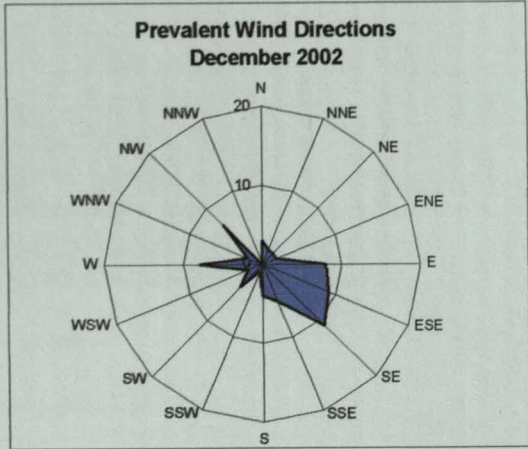 Prevalent Wind Directions
December 2002
N
NNE
NE
ENE
E
ESE
SE
SSE
S
SSW
SW
WSW
W
WNW
NW
NNW
20
10